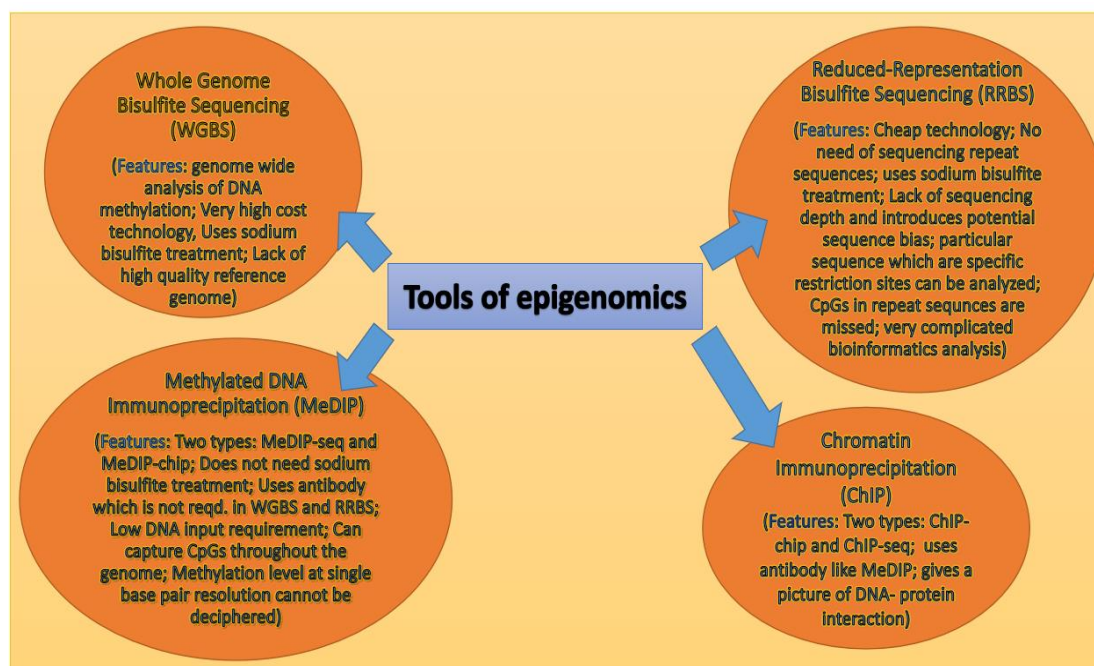 Whole Genome
Bisulfite Sequencing
(WGBS)
(Features: genome wide
analysis of DNA
methylation; Very high cost
technology, Uses sodium
bisulfite treatment; Lack of
high quality reference
genome)
Reduced-Representation
Bisulfite Sequencing (RRBS)
(Features: Cheap technology; No
need of sequencing repeat
sequences; uses sodium bisulfite
treatment; Lack of sequencing
depth and introduces potential
sequence bias; particular
sequence which are specific
restriction sites can be analyzed;
CpGs in repeat sequnces are
missed; very complicated
bioinformatics analysis)
Tools of epigenomics
Methylated DNA
Immunoprecipitation (MeDIP)
(Features: Two types: MeDIP-seq and
MeDIP-chip; Does not need sodium
bisulfite treatment; Uses antibody
which is not reqd. in WGBS and RRBS;
Low DNA input requirement; Can
capture CpGs throughout the
genome; Methylation level at single
base pair resolution cannot be
deciphered)
Chromatin
Immunoprecipitation
(ChIP)
(Features: Two types: ChIP-
chip and ChIP-seq; uses
antibody like MeDIP; gives a
picture of DNA- protein
interaction)